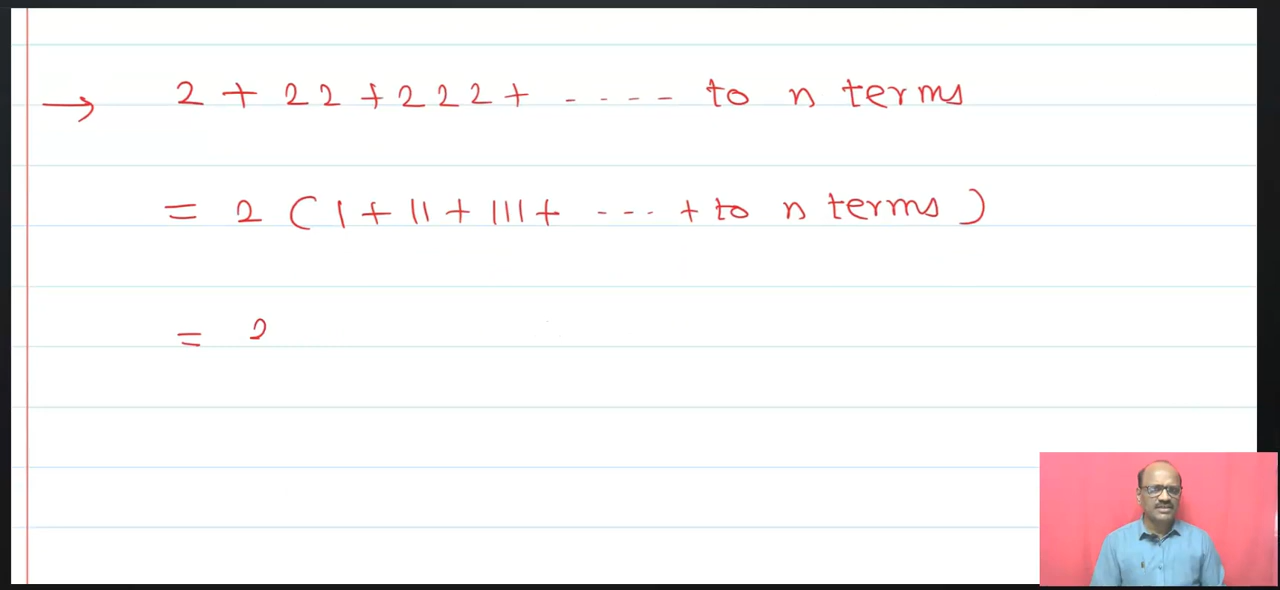 → 2 + 22 + 222 + ---- to n terms
= 2 ( 1 + 11 + 111 + --- + to n terms )
= 2